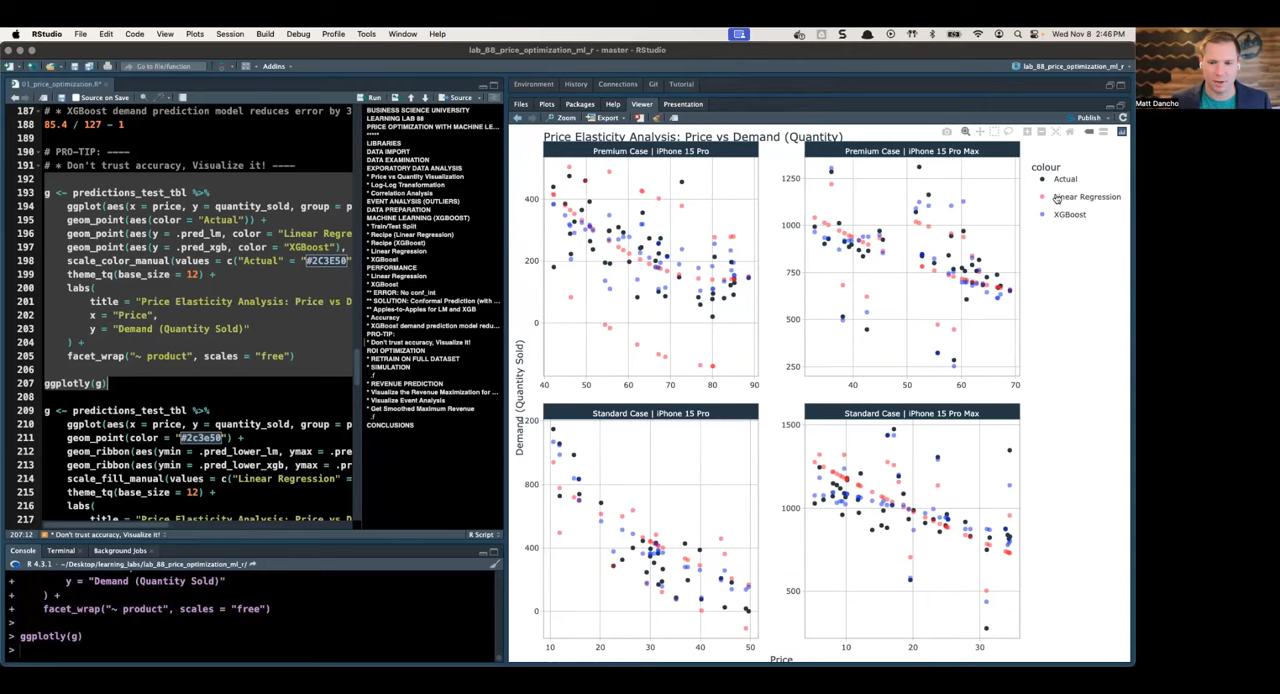 RStudio File Edit Code View Plots Session Build Debug Profile Tools Window Help
Wed Nov 8 2:46 PM
lab_88_price_optimization_ml_r - master - RStudio
Go to file/function Addins
lab_88_price_optimization_ml_r
01_price_optimization.R*
Source on Save Run Source
187 # * XGBoost demand prediction model reduces error by 3
188 85.4 / 127 - 1
189
190 # PRO-TIP: ----
191 # * Don't trust accuracy, Visualize it! ----
192
193 g <- predictions_test_tbl %>%
194 ggplot(aes(x = price, y = quantity_sold, group = p
195 geom_point(aes(color = "Actual")) +
196 geom_point(aes(y = .pred_lm, color = "Linear Regre
197 geom_point(aes(y = .pred_xgb, color = "XGBoost"),
198 scale_color_manual(values = c("Actual" = "#2C3E50"
199 theme_tq(base_size = 12) +
200 labs(
201 title = "Price Elasticity Analysis: Price vs D
202 x = "Price",
203 y = "Demand (Quantity Sold)"
204 ) +
205 facet_wrap("~ product", scales = "free")
206
207 ggplotly(g)
208
209 g <- predictions_test_tbl %>%
210 ggplot(aes(x = price, y = quantity_sold, group = p
211 geom_point(color = "#2c3e50") +
212 geom_ribbon(aes(ymin = .pred_lower_lm, ymax = .pre
213 geom_ribbon(aes(ymin = .pred_lower_xgb, ymax = .pr
214 scale_fill_manual(values = c("Linear Regression" =
215 theme_tq(base_size = 12) +
216 labs(
217 title = "Price Elasticity Analysis: Price vs D
207:12 * Don't trust accuracy, Visualize it! R Script
BUSINESS SCIENCE UNIVERSITY
LEARNING LAB 88
PRICE OPTIMIZATION WITH MACHINE LE...
*****
LIBRARIES
DATA IMPORT
DATA EXAMINATION
EXPORATORY DATA ANALYSIS
* Price vs Quantity Visualization
* Log-Log Transformation
* Correlation Analysis
EVENT ANALYSIS (OUTLIERS)
DATA PREPARATION
MACHINE LEARNING (XGBOOST)
* Train/Test Split
* Recipe (Linear Regression)
* Recipe (XGBoost)
* Linear Regression
* XGBoost
PERFORMANCE
* Linear Regression
* XGBoost
** ERROR: No conf_int
** SOLUTION: Conformal Prediction (with ...
** Apples-to-Apples for LM and XGB
* Accuracy
* XGBoost demand prediction model redu...
PRO-TIP:
* Don't trust accuracy, Visualize it!
ROI OPTIMIZATION
* RETRAIN ON FULL DATASET
* SIMULATION
.f
* REVENUE PREDICTION
* Visualize the Revenue Maximization for ...
* Visualize Event Analysis
* Get Smoothed Maximum Revenue
.f
CONCLUSIONS
Console Terminal Background Jobs
R 4.3.1 · ~/Desktop/learning_labs/lab_88_price_optimization_ml_r/
+ y = "Demand (Quantity Sold)"
+ ) +
+ facet_wrap("~ product", scales = "free")
>
> ggplotly(g)
>
Environment History Connections Git Tutorial
Files Plots Packages Help Viewer Presentation
Zoom Export Publish
Price Elasticity Analysis: Price vs Demand (Quantity)
Premium Case | iPhone 15 Pro
400
200
0
40 50 60 70 80 90
Premium Case | iPhone 15 Pro Max
1250
1000
750
500
250
40 50 60 70
colour
Actual
Linear Regression
XGBoost
Demand (Quantity Sold)
Standard Case | iPhone 15 Pro
1200
800
400
0
10 20 30 40 50
Standard Case | iPhone 15 Pro Max
1500
1000
500
10 20 30
Price
Matt Dancho